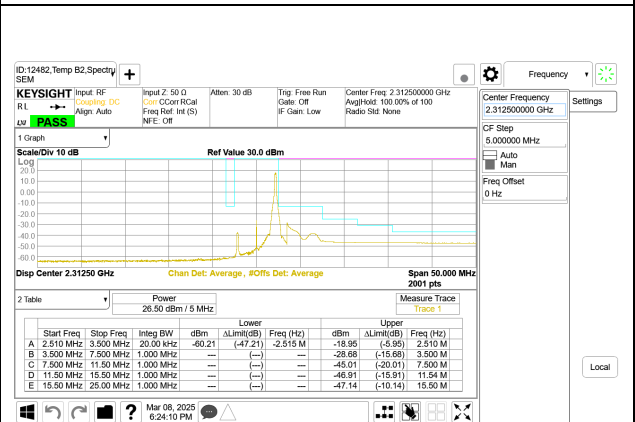 ID:12482,Temp B2,Spectru
SEM
Frequency
KEYSIGHT
RL
LXI
PASS
Input: RF
Coupling: DC
Align: Auto
Input Z: 50 Ω
Corr CCorr RCal
Freq Ref: Int (S)
NFE: Off
Atten: 30 dB
Trig: Free Run
Gate: Off
IF Gain: Low
Center Freq: 2.312500000 GHz
Avg|Hold: 100.00% of 100
Radio Std: None
Center Frequency
2.312500000 GHz
Settings
CF Step
5.000000 MHz
Auto
Man
Freq Offset
0 Hz
1 Graph
Scale/Div 10 dB
Ref Value 30.0 dBm
Log
20.0
10.0
0.00
-10.0
-20.0
-30.0
-40.0
-50.0
-60.0
Disp Center 2.31250 GHz
Chan Det: Average , #Offs Det: Average
Span 50.000 MHz
2001 pts
2 Table
Power
26.50 dBm / 5 MHz
Measure Trace
Trace 1
Lower Upper
Start Freq Stop Freq Integ BW dBm ΔLimit(dB) Freq (Hz) dBm ΔLimit(dB) Freq (Hz)
A 2.510 MHz 3.500 MHz 20.00 kHz -60.21 (-47.21) -2.515 M -18.95 (-5.95) 2.510 M
B 3.500 MHz 7.500 MHz 1.000 MHz --- (---) --- -28.68 (-15.68) 3.500 M
C 7.500 MHz 11.50 MHz 1.000 MHz --- (---) --- -45.01 (-20.01) 7.500 M
D 11.50 MHz 15.50 MHz 1.000 MHz --- (---) --- -46.91 (-15.91) 11.54 M
E 15.50 MHz 25.00 MHz 1.000 MHz --- (---) --- -47.14 (-10.14) 15.50 M
Local
?
Mar 08, 2025
6:24:10 PM